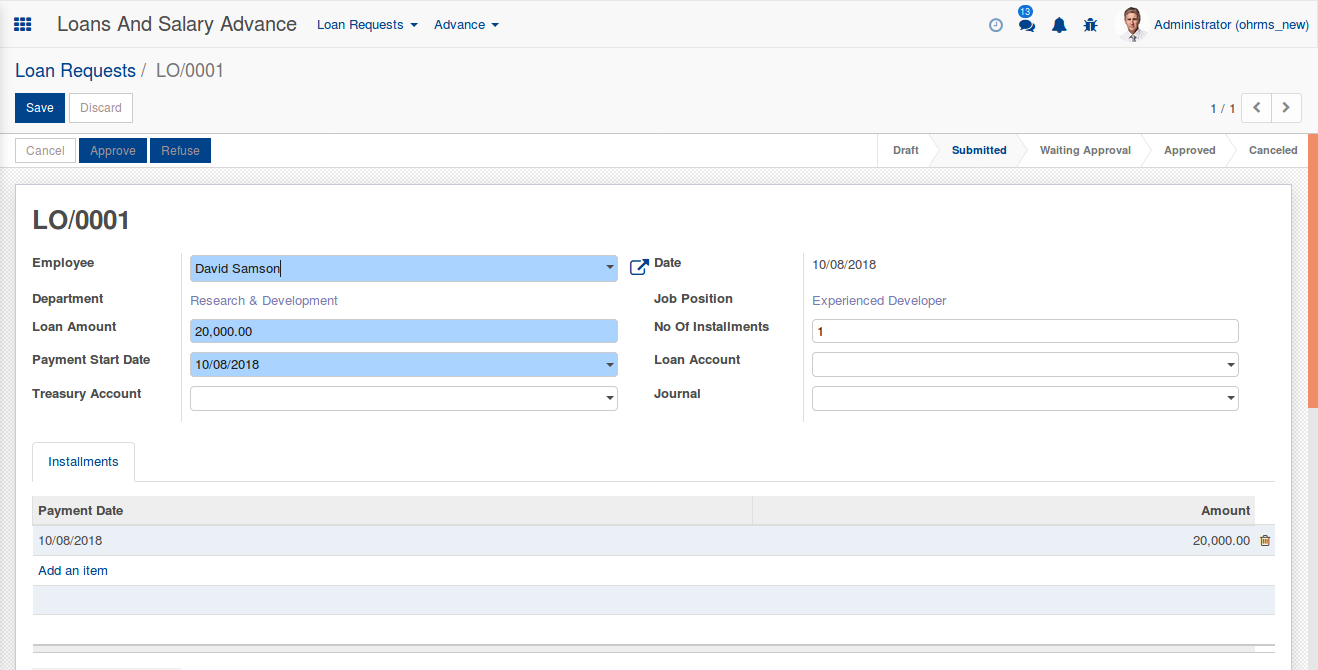 Loans And Salary Advance Loan Requests Advance 13 Administrator (ohrms_new)
Loan Requests / LO/0001
Save Discard 1 / 1
Cancel Approve Refuse Draft Submitted Waiting Approval Approved Canceled
LO/0001
Employee David Samson Date 10/08/2018
Department Research & Development Job Position Experienced Developer
Loan Amount 20,000.00 No Of Installments 1
Payment Start Date 10/08/2018 Loan Account
Treasury Account Journal
Installments
Payment Date Amount
10/08/2018 20,000.00
Add an item